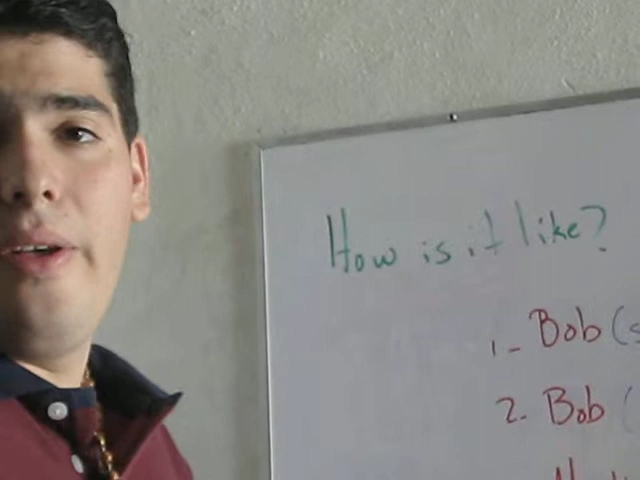 How is it like?
1- Bob (s
2. Bob (